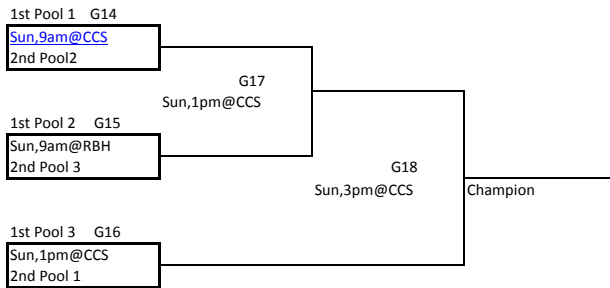 1st Pool 1 G14
Sun,9am@CCS
2nd Pool2
G17
Sun,1pm@CCS
1st Pool 2 G15
Sun,9am@RBH
2nd Pool 3
G18
Sun,3pm@CCS
Champion
1st Pool 3 G16
Sun,1pm@CCS
2nd Pool 1